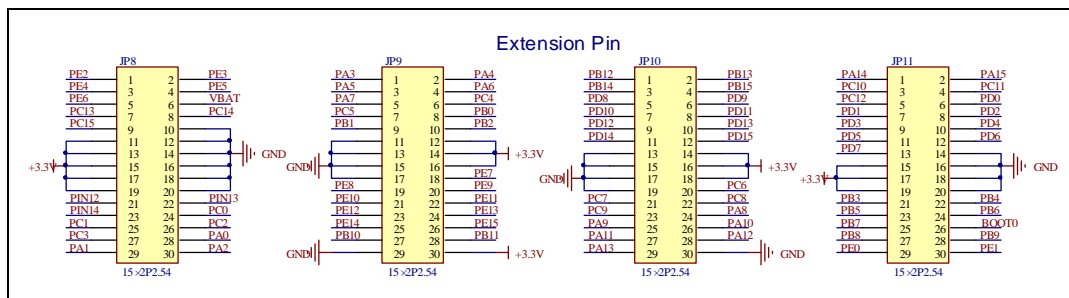 Extension Pin
JP8
PE2 1 2 PE3
PE4 3 4 PE5
PE6 5 6 VBAT
PC13 7 8 PC14
PC15 9 10
11 12
13 14 GND
+3.3V 15 16
17 18
19 20
PIN12 21 22 PIN13
PIN14 23 24 PC0
PC1 25 26 PC2
PC3 27 28 PA0
PA1 29 30 PA2
15×2P2.54
JP9
PA3 1 2 PA4
PA5 3 4 PA6
PA7 5 6 PC4
PC5 7 8 PB0
PB1 9 10 PB2
11 12
13 14 +3.3V
GND 15 16
17 18 PE7
PE8 19 20 PE9
PE10 21 22 PE11
PE12 23 24 PE13
PE14 25 26 PE15
PB10 27 28 PB11
GND 29 30 +3.3V
15×2P2.54
JP10
PB12 1 2 PB13
PB14 3 4 PB15
PD8 5 6 PD9
PD10 7 8 PD11
PD12 9 10 PD13
PD14 11 12 PD15
13 14
15 16 +3.3V
GND 17 18
19 20 PC6
PC7 21 22 PC8
PC9 23 24 PA8
PA9 25 26 PA10
PA11 27 28 PA12
PA13 29 30 GND
15×2P2.54
JP11
PA14 1 2 PA15
PC10 3 4 PC11
PC12 5 6 PD0
PD1 7 8 PD2
PD3 9 10 PD4
PD5 11 12 PD6
PD7 13 14
15 16 GND
+3.3V 17 18
19 20
PB3 21 22 PB4
PB5 23 24 PB6
PB7 25 26 BOOT0
PB8 27 28 PB9
PE0 29 30 PE1
15×2P2.54